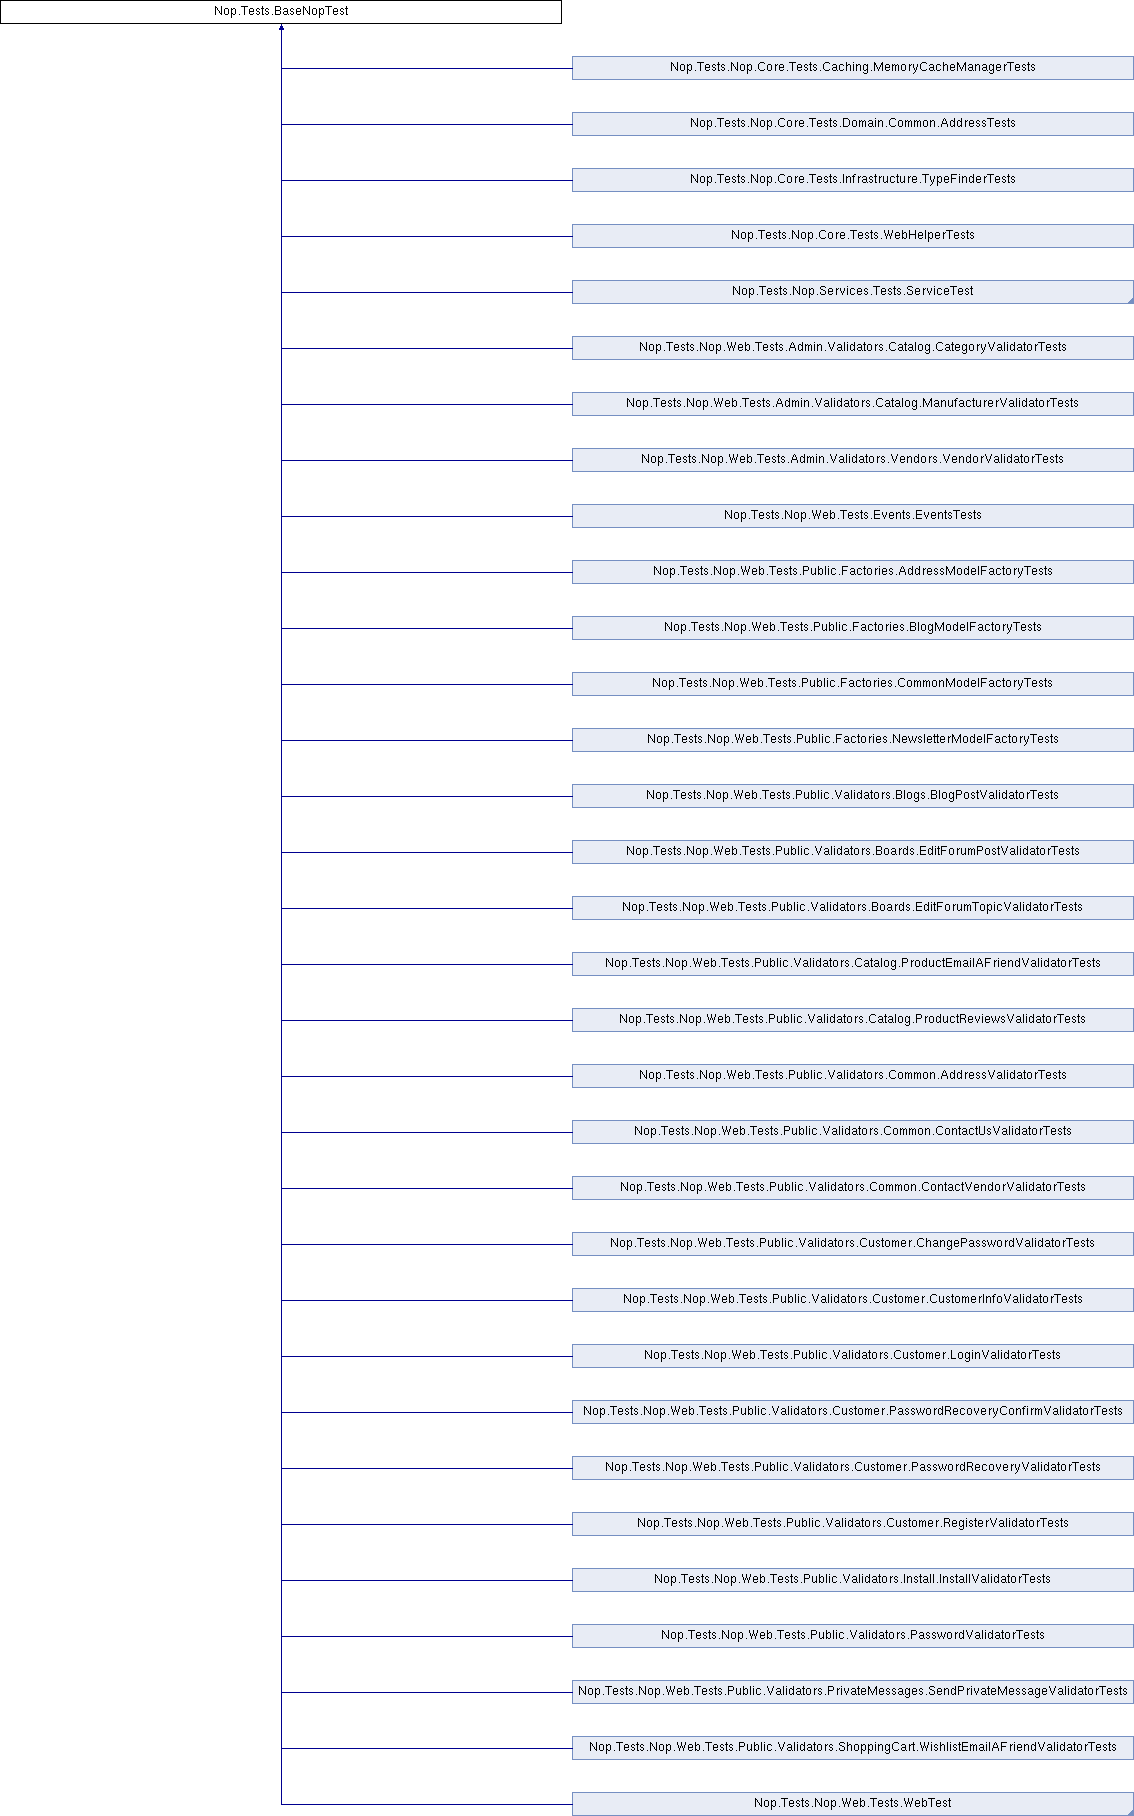 Nop.Tests.BaseNopTest
Nop.Tests.Nop.Core.Tests.Caching.MemoryCacheManagerTests
Nop.Tests.Nop.Core.Tests.Domain.Common.AddressTests
Nop.Tests.Nop.Core.Tests.Infrastructure.TypeFinderTests
Nop.Tests.Nop.Core.Tests.WebHelperTests
Nop.Tests.Nop.Services.Tests.ServiceTest
Nop.Tests.Nop.Web.Tests.Admin.Validators.Catalog.CategoryValidatorTests
Nop.Tests.Nop.Web.Tests.Admin.Validators.Catalog.ManufacturerValidatorTests
Nop.Tests.Nop.Web.Tests.Admin.Validators.Vendors.VendorValidatorTests
Nop.Tests.Nop.Web.Tests.Events.EventsTests
Nop.Tests.Nop.Web.Tests.Public.Factories.AddressModelFactoryTests
Nop.Tests.Nop.Web.Tests.Public.Factories.BlogModelFactoryTests
Nop.Tests.Nop.Web.Tests.Public.Factories.CommonModelFactoryTests
Nop.Tests.Nop.Web.Tests.Public.Factories.NewsletterModelFactoryTests
Nop.Tests.Nop.Web.Tests.Public.Validators.Blogs.BlogPostValidatorTests
Nop.Tests.Nop.Web.Tests.Public.Validators.Boards.EditForumPostValidatorTests
Nop.Tests.Nop.Web.Tests.Public.Validators.Boards.EditForumTopicValidatorTests
Nop.Tests.Nop.Web.Tests.Public.Validators.Catalog.ProductEmailAFriendValidatorTests
Nop.Tests.Nop.Web.Tests.Public.Validators.Catalog.ProductReviewsValidatorTests
Nop.Tests.Nop.Web.Tests.Public.Validators.Common.AddressValidatorTests
Nop.Tests.Nop.Web.Tests.Public.Validators.Common.ContactUsValidatorTests
Nop.Tests.Nop.Web.Tests.Public.Validators.Common.ContactVendorValidatorTests
Nop.Tests.Nop.Web.Tests.Public.Validators.Customer.ChangePasswordValidatorTests
Nop.Tests.Nop.Web.Tests.Public.Validators.Customer.CustomerInfoValidatorTests
Nop.Tests.Nop.Web.Tests.Public.Validators.Customer.LoginValidatorTests
Nop.Tests.Nop.Web.Tests.Public.Validators.Customer.PasswordRecoveryConfirmValidatorTests
Nop.Tests.Nop.Web.Tests.Public.Validators.Customer.PasswordRecoveryValidatorTests
Nop.Tests.Nop.Web.Tests.Public.Validators.Customer.RegisterValidatorTests
Nop.Tests.Nop.Web.Tests.Public.Validators.Install.InstallValidatorTests
Nop.Tests.Nop.Web.Tests.Public.Validators.PasswordValidatorTests
Nop.Tests.Nop.Web.Tests.Public.Validators.PrivateMessages.SendPrivateMessageValidatorTests
Nop.Tests.Nop.Web.Tests.Public.Validators.ShoppingCart.WishlistEmailAFriendValidatorTests
Nop.Tests.Nop.Web.Tests.WebTest